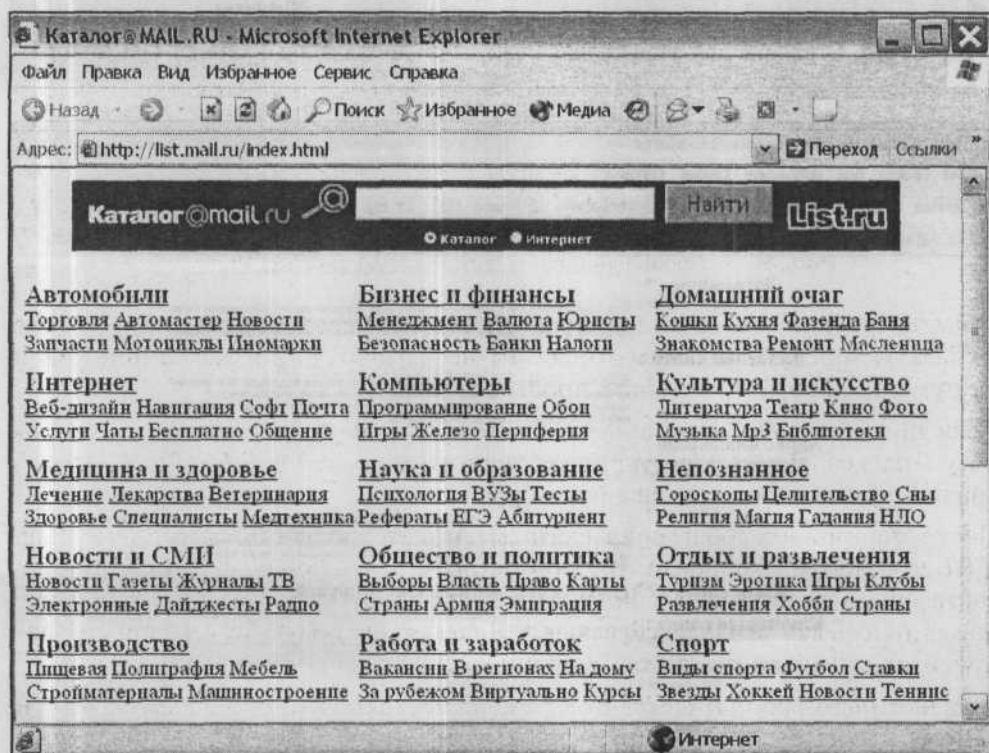 Каталог@MAIL.RU - Microsoft Internet Explorer
Файл Правка Вид Избранное Сервис Справка
Назад Поиск Избранное Медиа
Адрес: http://list.mail.ru/index.html Переход Ссылки »
Каталог@mail.ru Найти List.ru
Каталог Интернет
Автомобили Бизнес и финансы Домашний очаг
Торговля Автомастер Новости Менеджмент Валюта Юристы Кошки Кухня Фазенда Баня
Запчасти Мотоциклы Иномарки Безопасность Банки Налоги Знакомства Ремонт Масленица
Интернет Компьютеры Культура и искусство
Веб-дизайн Навигация Софт Почта Программирование Обои Литература Театр Кино Фото
Услуги Чаты Бесплатно Общение Игры Железо Периферия Музыка Mp3 Библиотеки
Медицина и здоровье Наука и образование Непознанное
Лечение Лекарства Ветеринария Психология ВУЗы Тесты Гороскопы Целительство Сны
Здоровье Специалисты Медтехника Рефераты ЕГЭ Абитуриент Религия Магия Гадания НЛО
Новости и СМИ Общество и политика Отдых и развлечения
Новости Газеты Журналы ТВ Выборы Власть Право Карты Туризм Эротика Игры Клубы
Электронные Дайджесты Радио Страны Армия Эмиграция Развлечения Хобби Страны
Производство Работа и заработок Спорт
Пищевая Полиграфия Мебель Вакансии В регионах На дому Виды спорта Футбол Ставки
Стройматериалы Машиностроение За рубежом Виртуально Курсы Звезды Хоккей Новости Теннис
Интернет